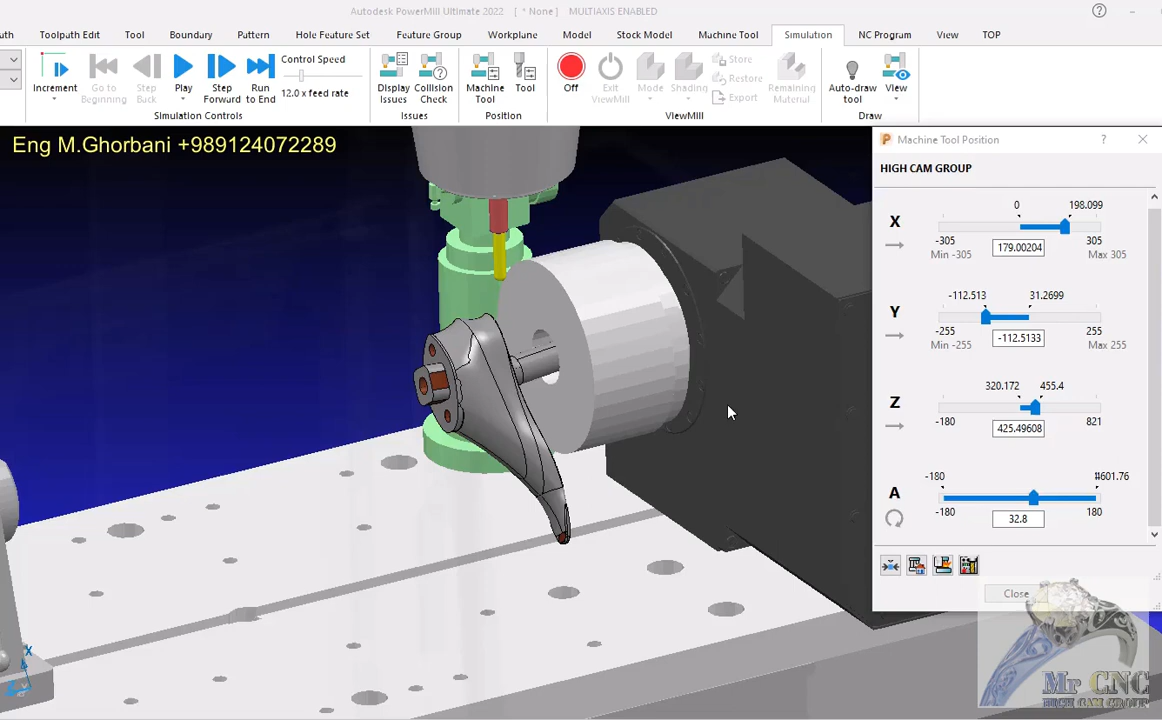 Autodesk PowerMill Ultimate 2022 [ * None ] MULTIAXIS ENABLED
ath Toolpath Edit Tool Boundary Pattern Hole Feature Set Feature Group Workplane Model Stock Model Machine Tool Simulation NC Program View TOP
Increment
Go to Beginning
Step Back
Play
Step Forward
Run to End
Control Speed
12.0 x feed rate
Simulation Controls
Display Issues
Collision Check
Issues
Machine Tool
Tool
Position
Off
Exit ViewMill
Mode
Shading
Store
Restore
Export
Remaining Material
ViewMill
Auto-draw tool
View
Draw
Eng M.Ghorbani +989124072289
Machine Tool Position
HIGH CAM GROUP
0 198.099
X
-305 179.00204 305
Min -305 Max 305
-112.513 31.2699
Y
-255 -112.5133 255
Min -255 Max 255
320.172 455.4
Z
-180 425.49608 821
-180 #601.76
A
-180 32.8 180
Close
X
Mr CNC
HIGH CAM GROUP